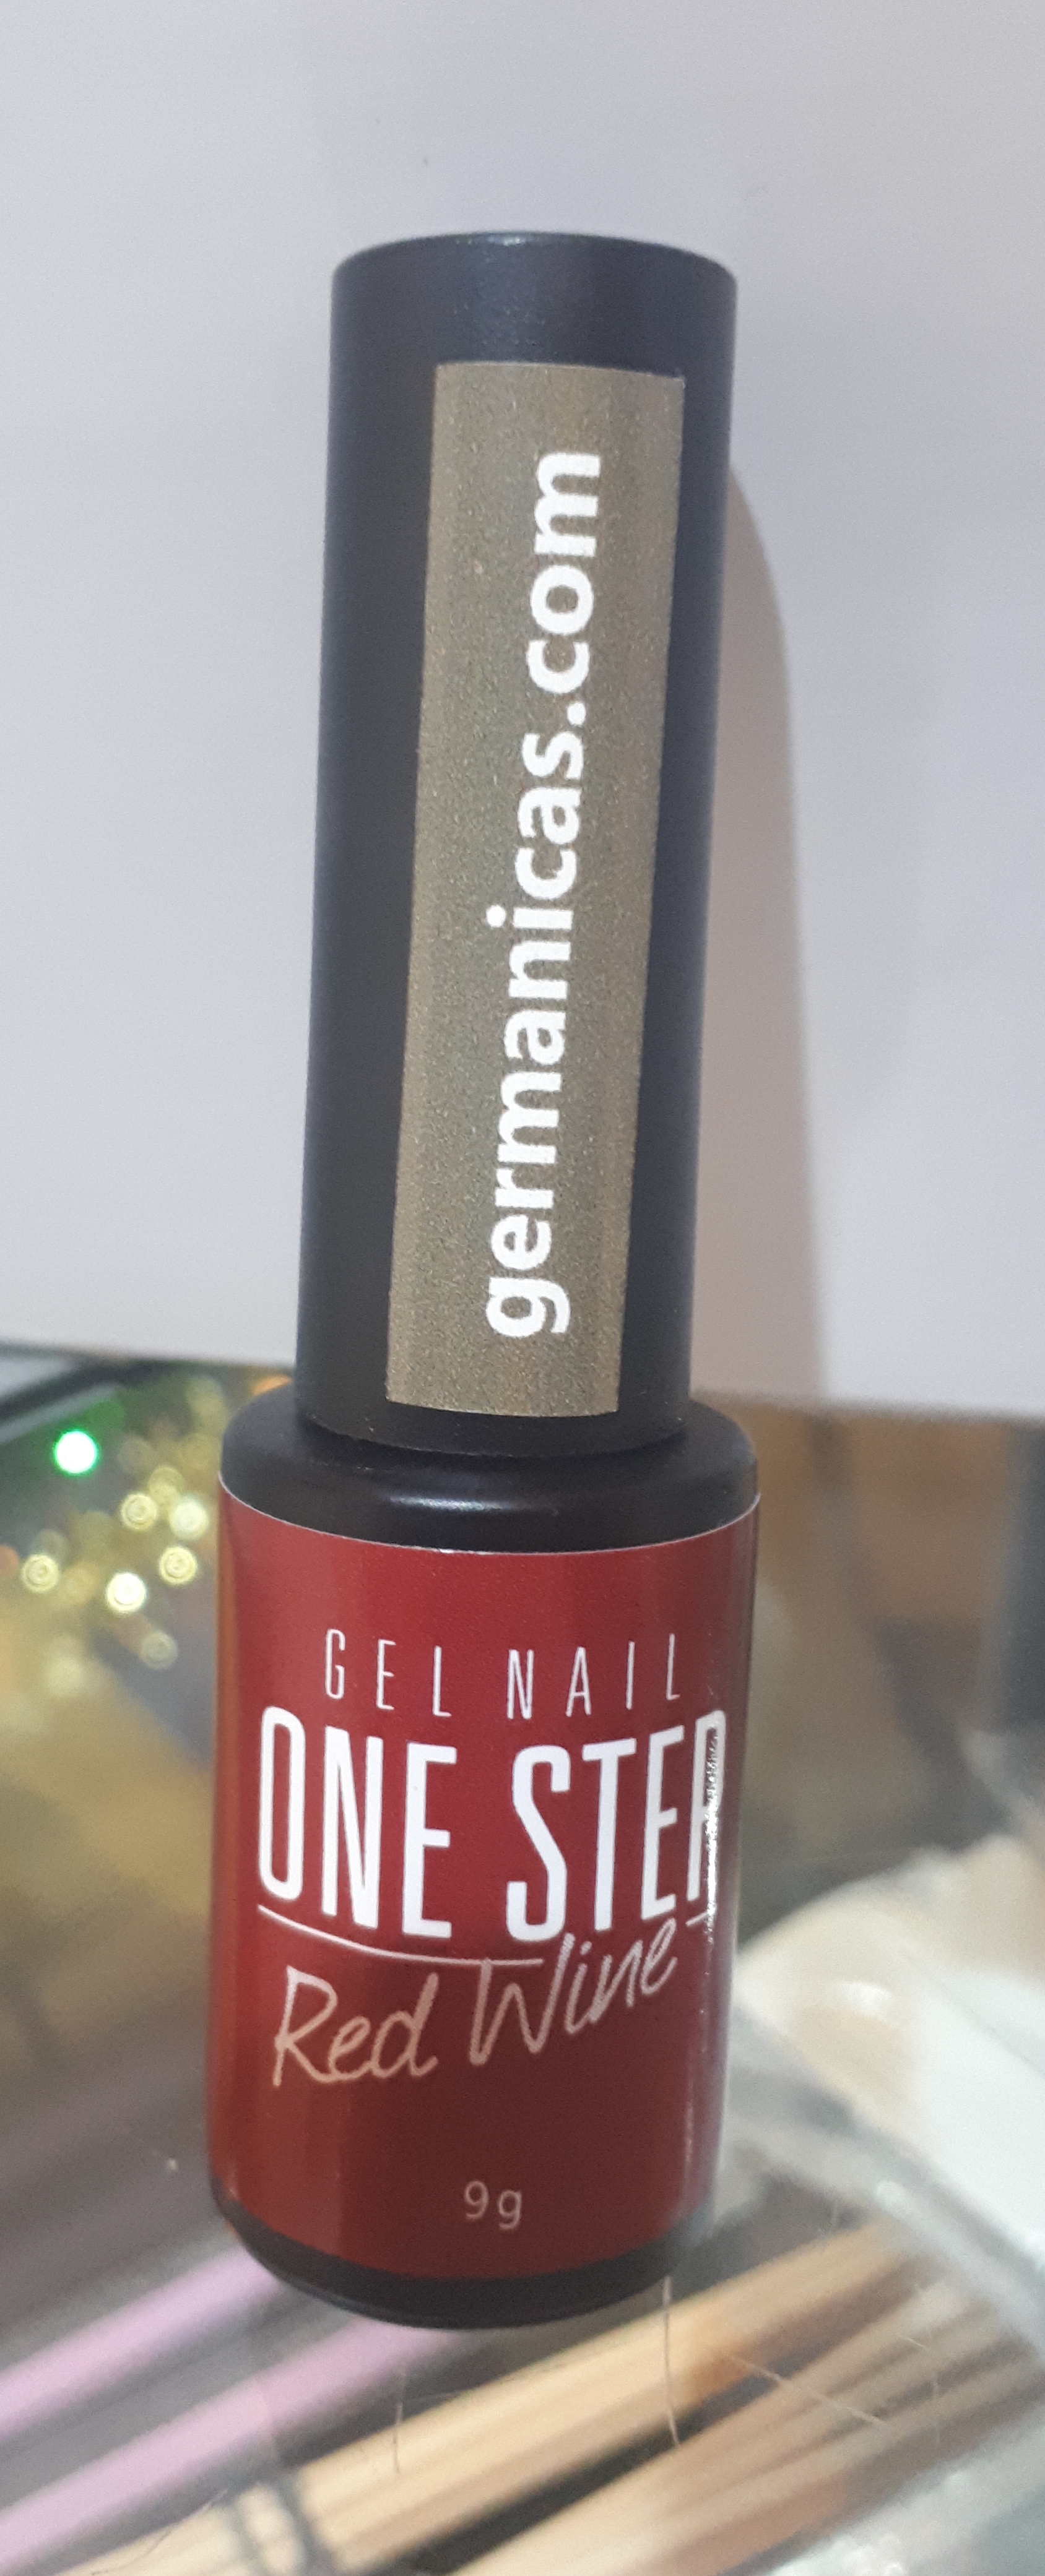 germanicas.com
GEL NAIL
ONE STEP
Red Wine
9g